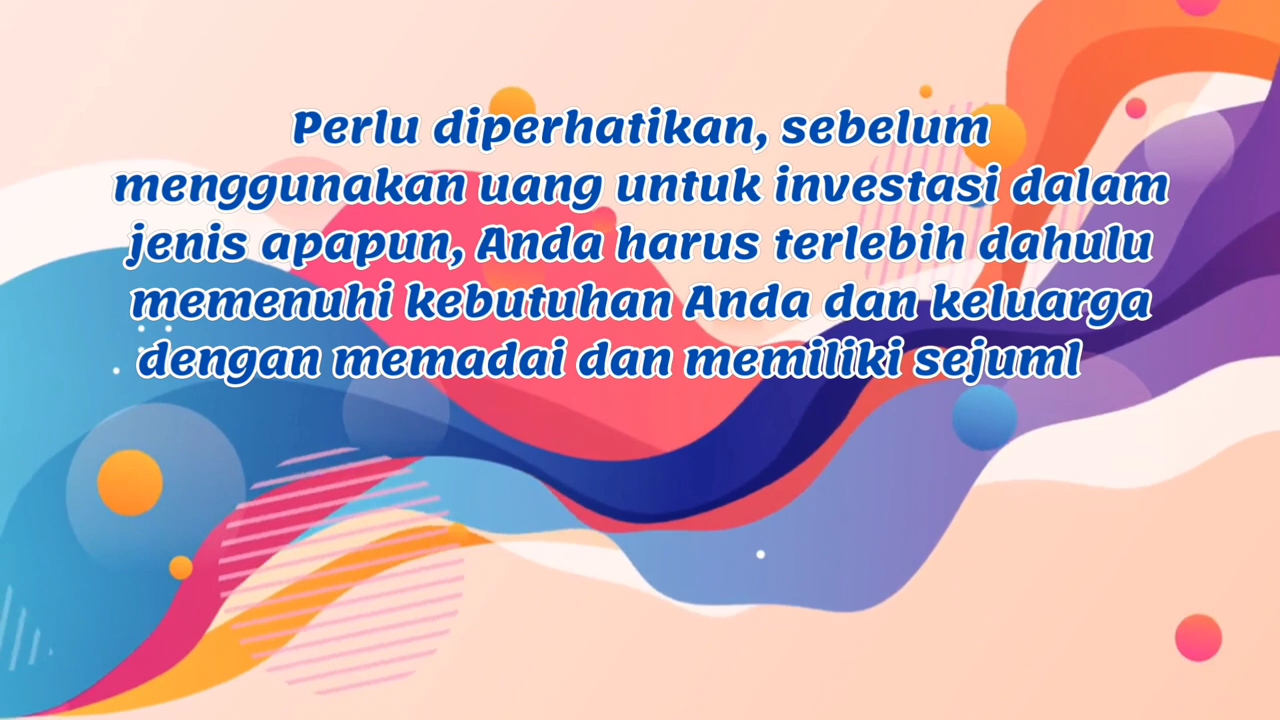 Perlu diperhatikan, sebelum
menggunakan uang untuk investasi dalam
jenis apapun, Anda harus terlebih dahulu
memenuhi kebutuhan Anda dan keluarga
dengan memadai dan memiliki sejuml